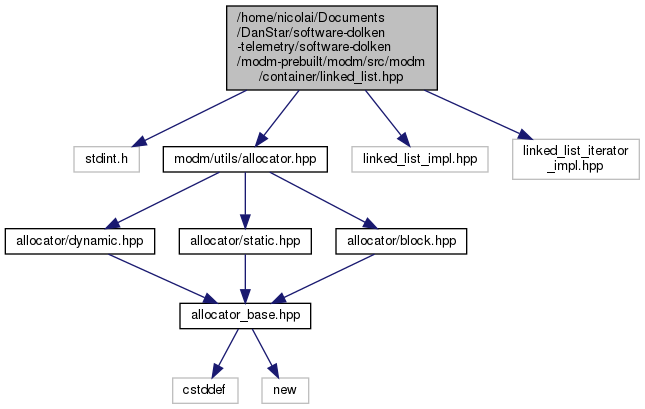 /home/nicolai/Documents
/DanStar/software-dolken
-telemetry/software-dolken
/modm-prebuilt/modm/src/modm
/container/linked_list.hpp
stdint.h
modm/utils/allocator.hpp
linked_list_impl.hpp
linked_list_iterator
_impl.hpp
allocator/dynamic.hpp
allocator/static.hpp
allocator/block.hpp
allocator_base.hpp
cstddef
new